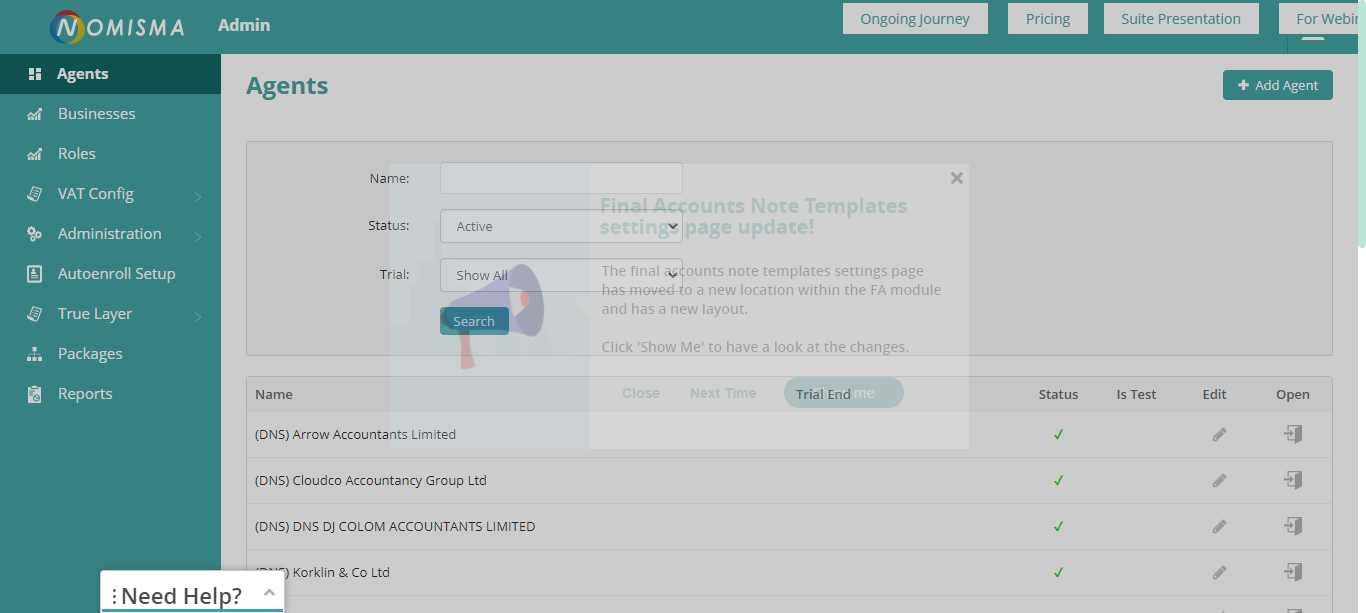 NOMISMA
Admin
Ongoing Journey
Pricing
Suite Presentation
For Webin
Agents
Businesses
Roles
VAT Config
Administration
Autoenroll Setup
True Layer
Packages
Reports
Agents
Add Agent
Name:
Status:
Active
Trial:
Show All
Search
Final Accounts Note Templates
settings page update!
The final accounts note templates settings page
has moved to a new location within the FA module
and has a new layout.
Click 'Show Me' to have a look at the changes.
Close
Next Time
Name
Trial End
Status
Is Test
Edit
Open
(DNS) Arrow Accountants Limited
(DNS) Cloudco Accountancy Group Ltd
(DNS) DNS DJ COLOM ACCOUNTANTS LIMITED
(DNS) Korklin & Co Ltd
Need Help?